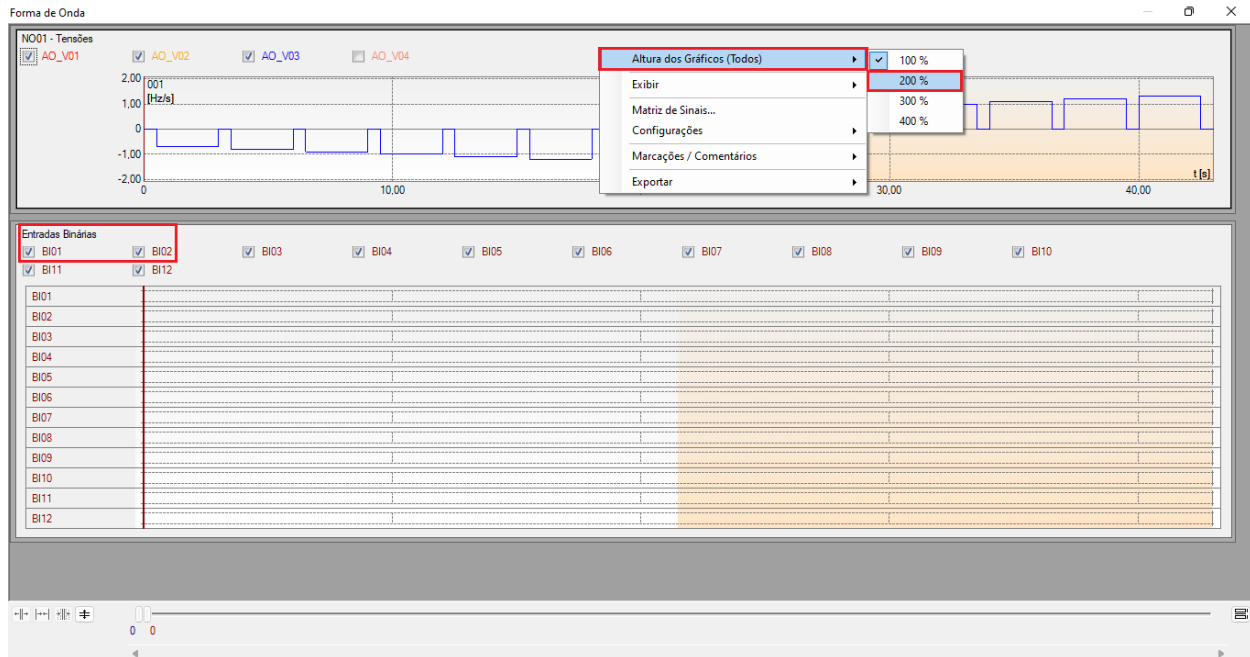 Forma de Onda
NO01 - Tensões
AO_V01 AO_V02 AO_V03 AO_V04
2,00
001
[Hz/s]
1,00
0
-1,00
-2,00
0 10,00 30,00 40,00
t [s]
Altura dos Gráficos (Todos)
Exibir
Matriz de Sinais...
Configurações
Marcações / Comentários
Exportar
100 %
200 %
300 %
400 %
Entradas Binárias
BI01 BI02 BI03 BI04 BI05 BI06 BI07 BI08 BI09 BI10
BI11 BI12
BI01
BI02
BI03
BI04
BI05
BI06
BI07
BI08
BI09
BI10
BI11
BI12
0 0